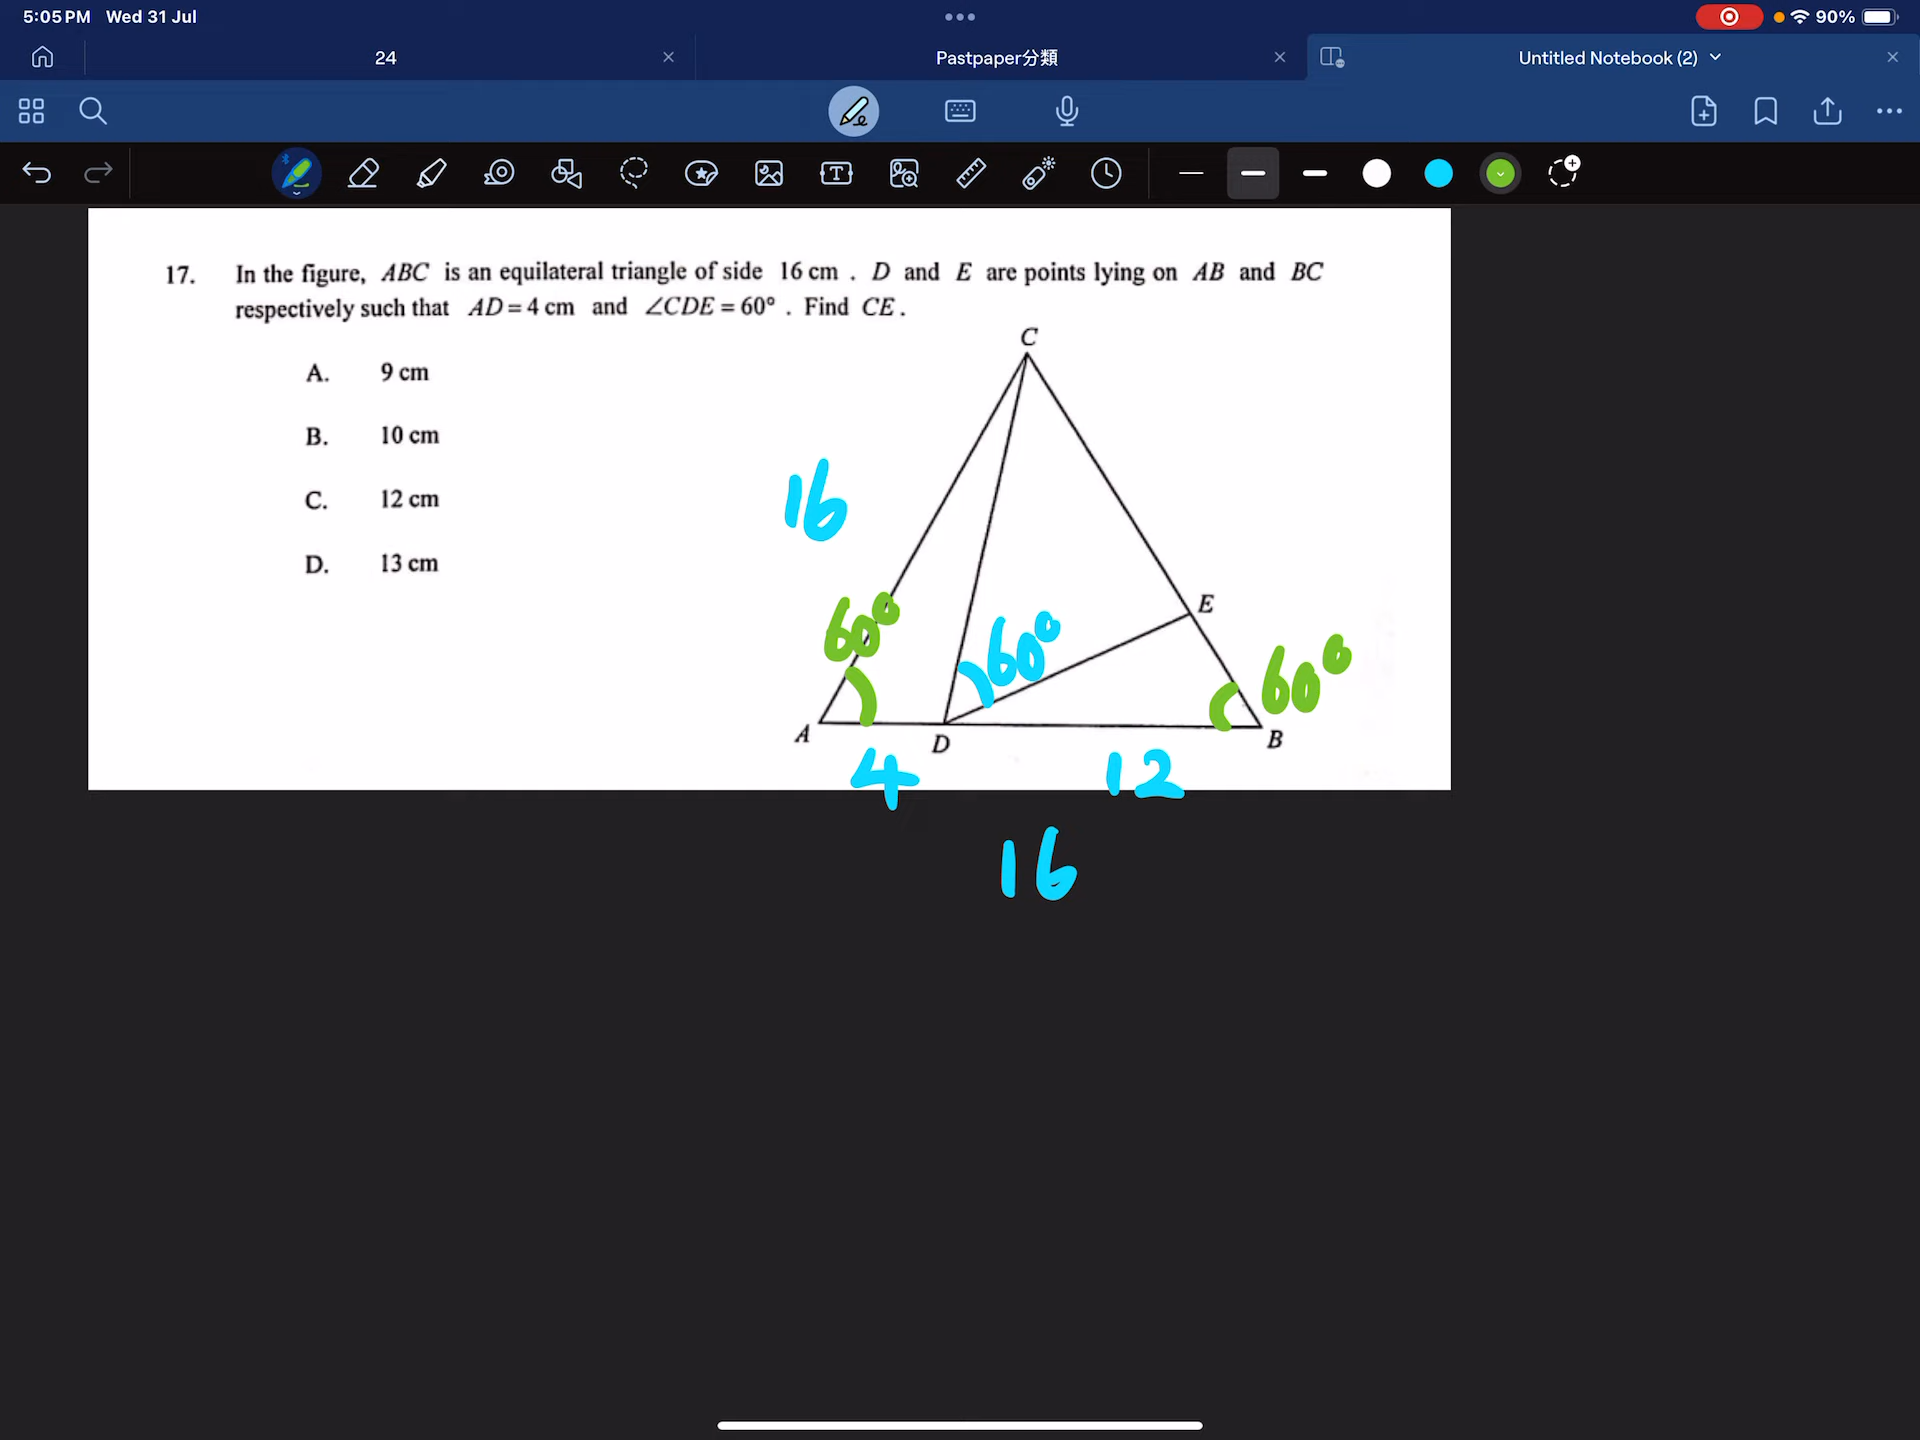 5:05 PM Wed 31 Jul
90%
24
Pastpaper分類
Untitled Notebook (2)
17. In the figure, ABC is an equilateral triangle of side 16 cm . D and E are points lying on AB and BC
respectively such that AD = 4 cm and ∠CDE = 60° . Find CE .
A. 9 cm
B. 10 cm
C. 12 cm
D. 13 cm
C
16
E
60°
60°
60°
A
D
B
4
12
16